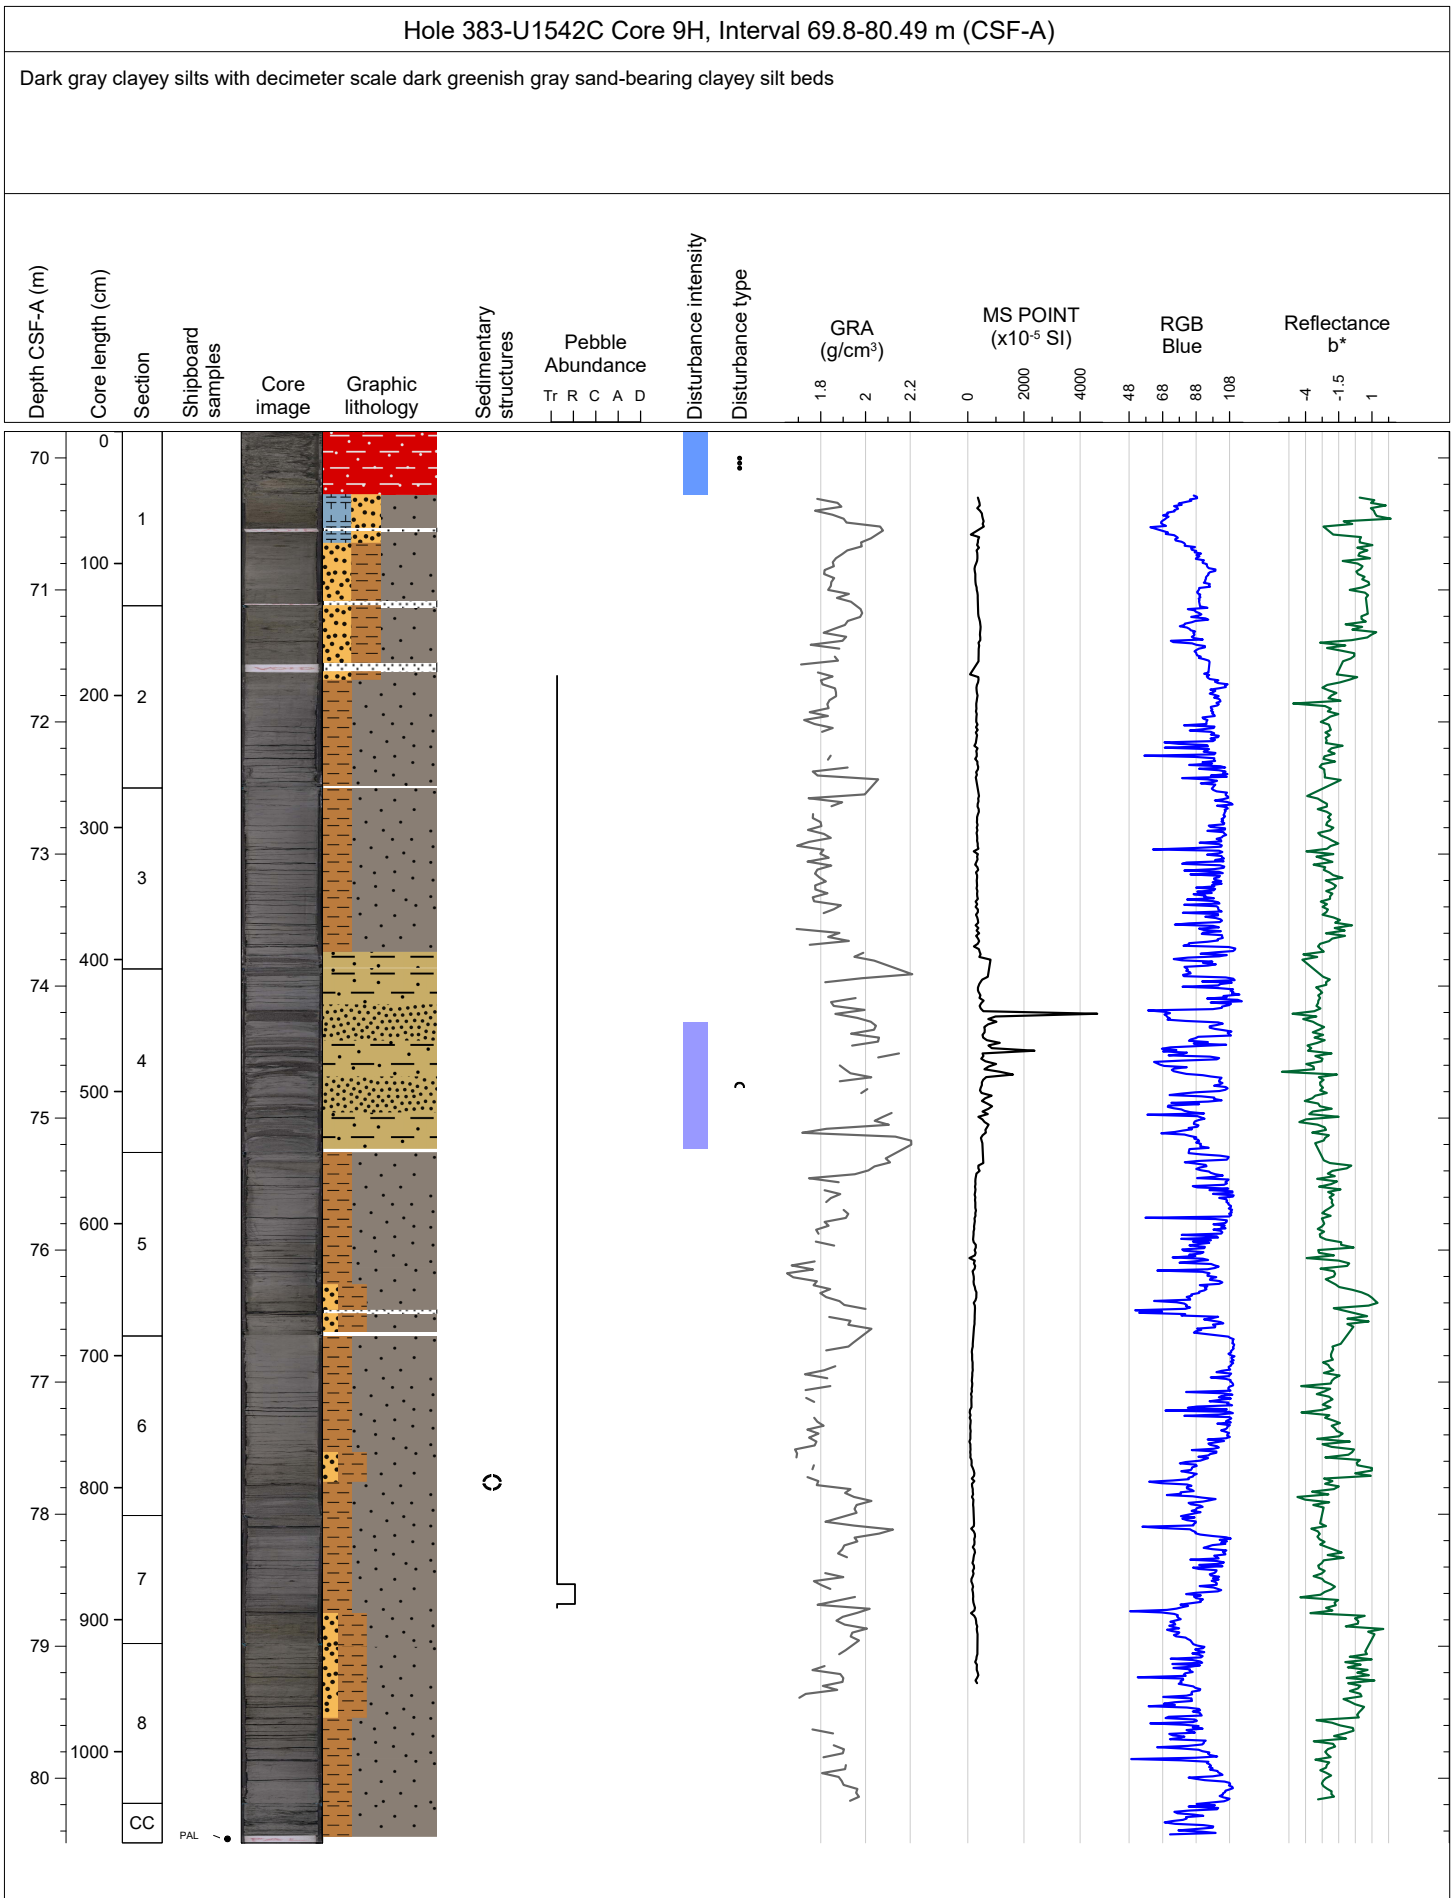 Hole 383-U1542C Core 9H, Interval 69.8-80.49 m (CSF-A)
Dark gray clayey silts with decimeter scale dark greenish gray sand-bearing clayey silt beds
Depth CSF-A (m)
Core length (cm)
Section
Shipboard
samples
Core
image
Graphic
lithology
Sedimentary
structures
Pebble
Abundance
Tr R C A D
Disturbance intensity
Disturbance type
GRA
(g/cm³)
1.8 2 2.2
MS POINT
(x10⁻⁵ SI)
0 2000 4000
RGB
Blue
48 68 88 108
Reflectance
b*
-4 -1.5 1
0
70
1
100
71
200
2
72
300
73
3
400
74
4
500
75
600
5
76
700
77
6
800
78
7
900
79
8
1000
80
CC
PAL